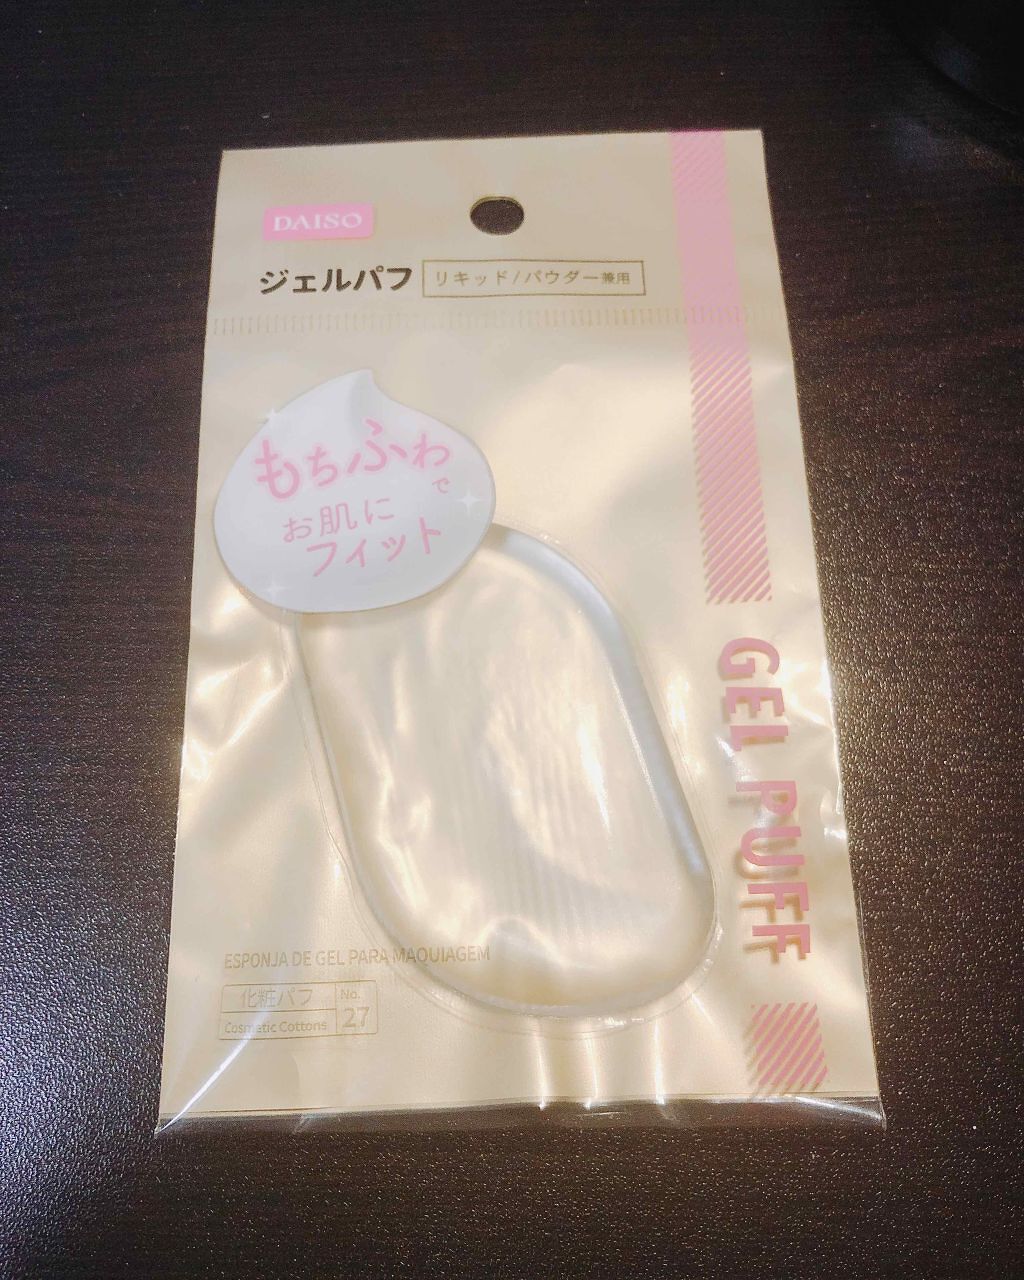 DAISO
ジェルパフ リキッド/パウダー兼用
もちふわで
お肌に
フィット
GEL PUFF
ESPONJA DE GEL PARA MAQUIAGEM
化粧パフ No.
Cosmetic Cottons 27